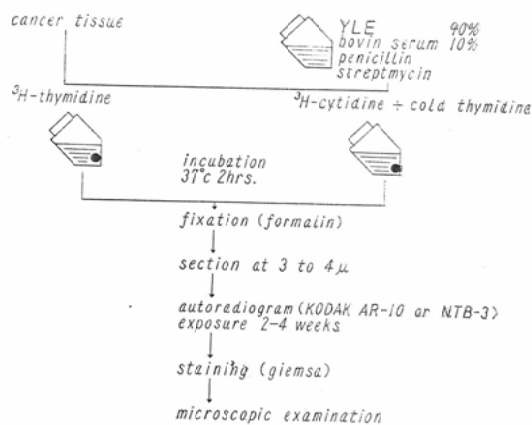 cancer tissue
YLE 90%
bovin serum 10%
penicillin
streptmycin
³H-thymidine
³H-cytidine + cold thymidine
incubation
37°c 2hrs.
fixation (formalin)
section at 3 to 4 μ
autoradiogram (KODAK AR-10 or NTB-3)
exposure 2-4 weeks
staining (giemsa)
microscopic examination